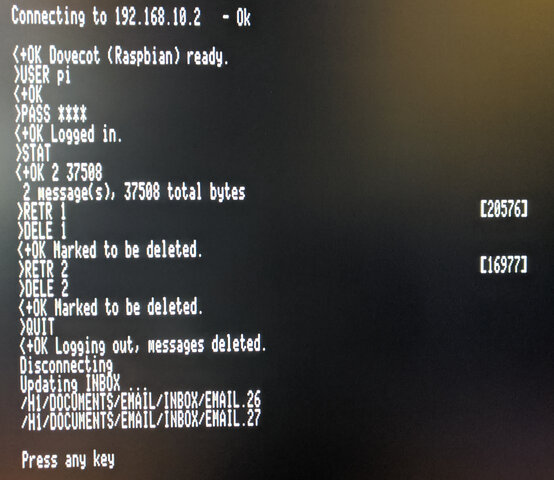 Connecting to 192.168.10.2 - Ok
<+OK Dovecot (Raspbian) ready.
>USER pi
<+OK
>PASS ****
<+OK Logged in.
>STAT
<+OK 2 37508
2 message(s), 37508 total bytes
>RETR 1 [20576]
>DELE 1
<+OK Marked to be deleted.
>RETR 2 [16977]
>DELE 2
<+OK Marked to be deleted.
>QUIT
<+OK Logging out, messages deleted.
Disconnecting
Updating INBOX ...
/H1/DOCUMENTS/EMAIL/INBOX/EMAIL.26
/H1/DOCUMENTS/EMAIL/INBOX/EMAIL.27
Press any key